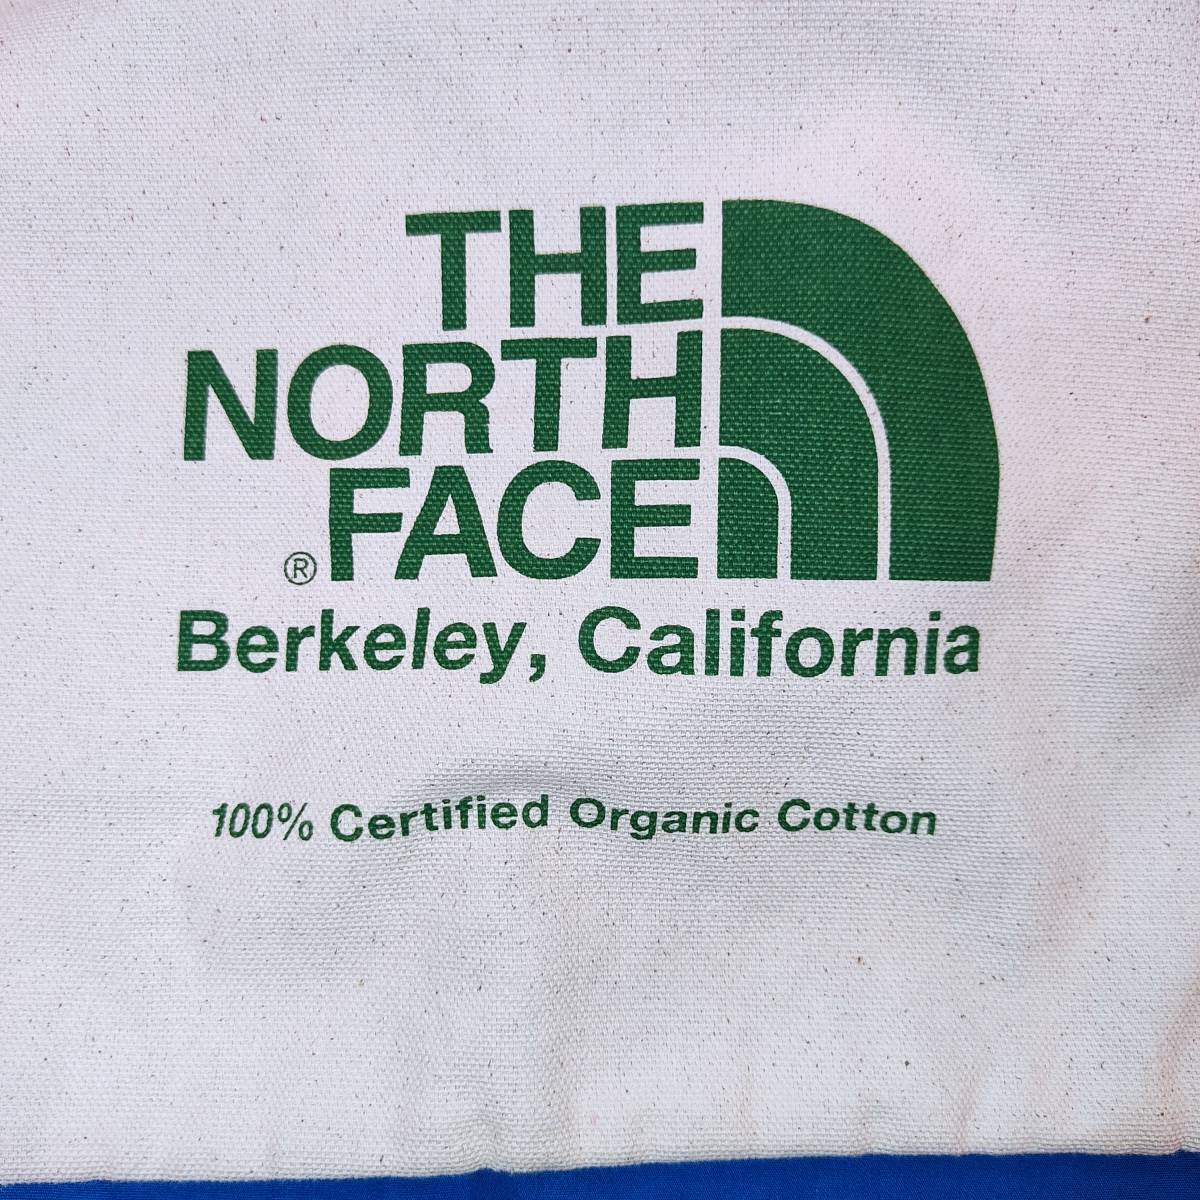 THE
NORTH
®FACE
Berkeley, California
100% Certified Organic Cotton